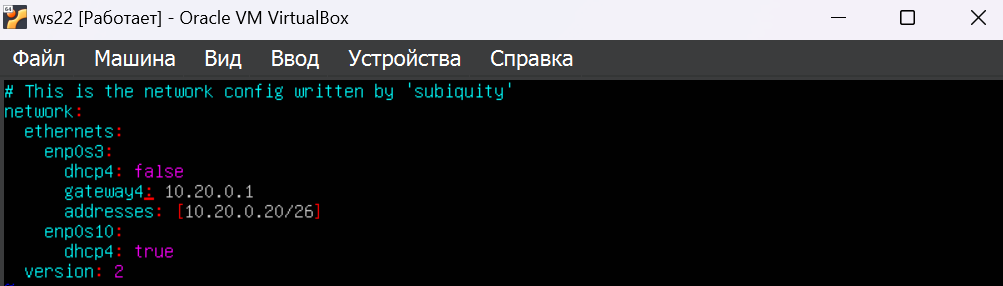 64
ws22 [Работает] - Oracle VM VirtualBox
Файл Машина Вид Ввод Устройства Справка
# This is the network config written by 'subiquity'
network:
  ethernets:
    enp0s3:
      dhcp4: false
      gateway4: 10.20.0.1
      addresses: [10.20.0.20/26]
    enp0s10:
      dhcp4: true
  version: 2